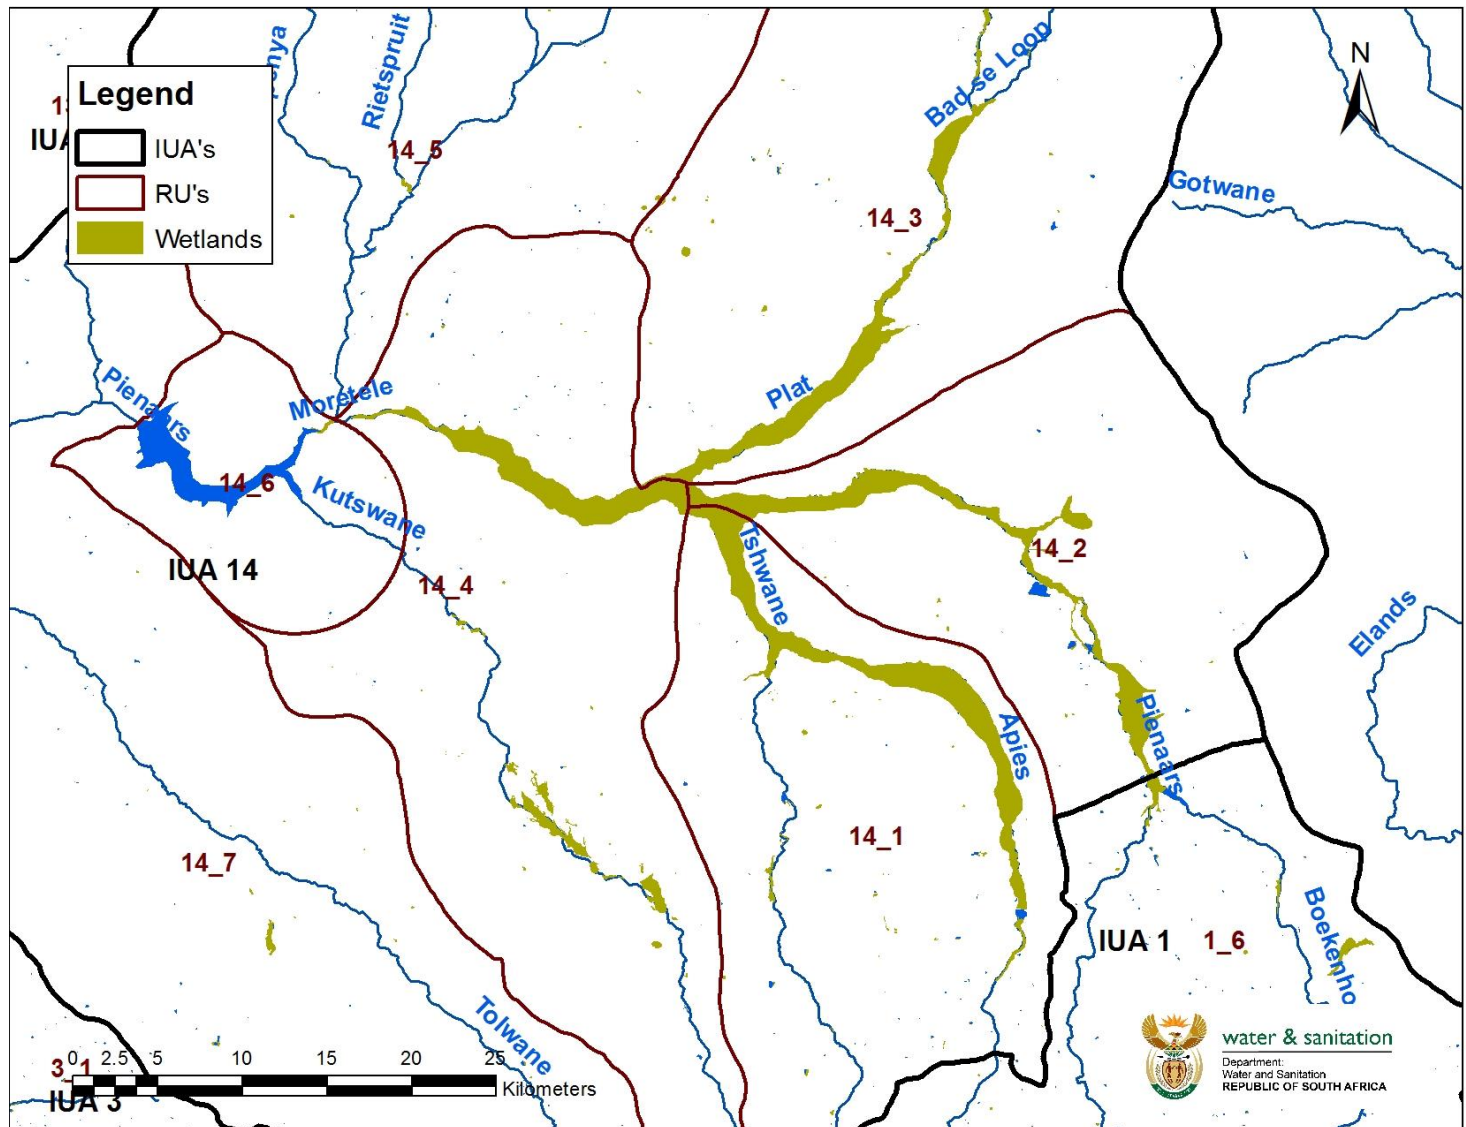 Bad se Loop
Rietspruit
N
Legend
IUA's
RU's
Wetlands
14_5
Gotwane
14_3
Pienaars
Moretele
Plat
14_6
Kutswane
Tshwane
14_2
IUA 14
14_4
Elands
Pienaars
Apies
14_1
14_7
IUA 1
1_6
Boekenho
Tolwane
3_1
0 2.5 5 10 15 20 25
Kilometers
IUA 3
water & sanitation
Department:
Water and Sanitation
REPUBLIC OF SOUTH AFRICA